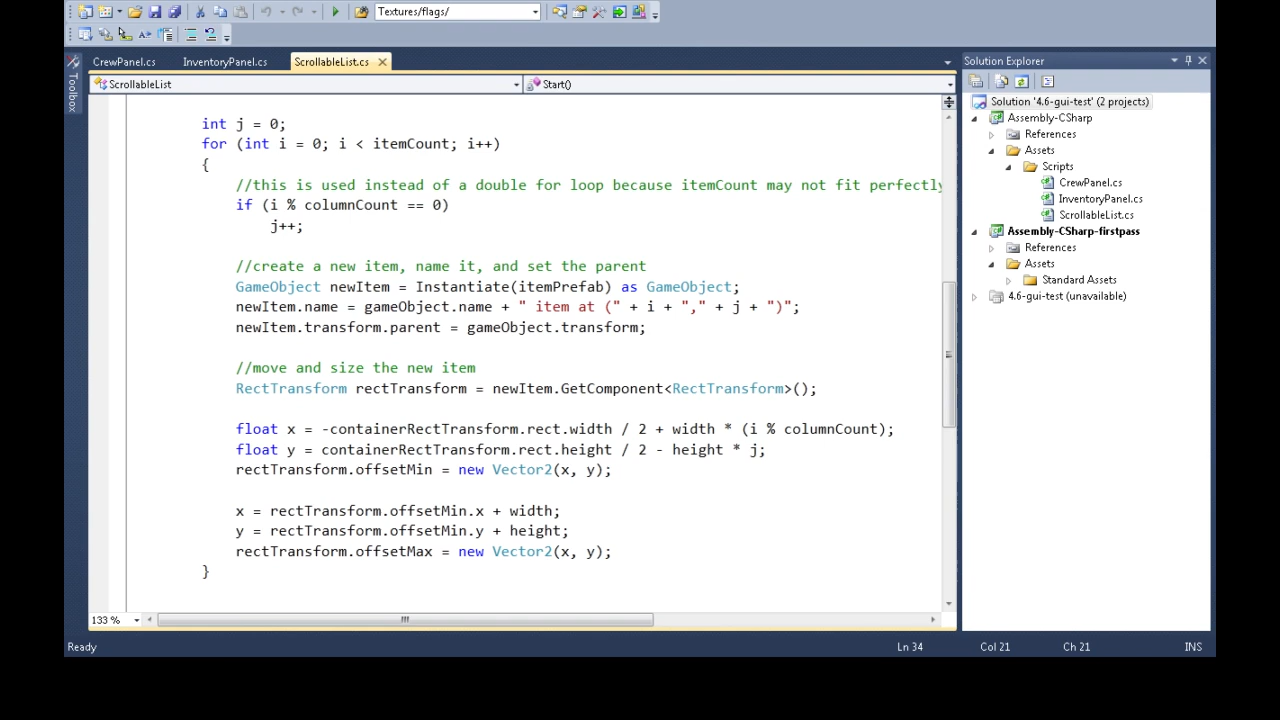 Textures/flags/
CrewPanel.cs
InventoryPanel.cs
ScrollableList.cs
Solution Explorer
Toolbox
ScrollableList
Start()
int j = 0;
for (int i = 0; i < itemCount; i++)
{
//this is used instead of a double for loop because itemCount may not fit perfectly
if (i % columnCount == 0)
j++;
//create a new item, name it, and set the parent
GameObject newItem = Instantiate(itemPrefab) as GameObject;
newItem.name = gameObject.name + " item at (" + i + "," + j + ")";
newItem.transform.parent = gameObject.transform;
//move and size the new item
RectTransform rectTransform = newItem.GetComponent<RectTransform>();
float x = -containerRectTransform.rect.width / 2 + width * (i % columnCount);
float y = containerRectTransform.rect.height / 2 - height * j;
rectTransform.offsetMin = new Vector2(x, y);
x = rectTransform.offsetMin.x + width;
y = rectTransform.offsetMin.y + height;
rectTransform.offsetMax = new Vector2(x, y);
}
Solution '4.6-gui-test' (2 projects)
Assembly-CSharp
References
Assets
Scripts
CrewPanel.cs
InventoryPanel.cs
ScrollableList.cs
Assembly-CSharp-firstpass
References
Assets
Standard Assets
4.6-gui-test (unavailable)
133 %
Ready
Ln 34
Col 21
Ch 21
INS